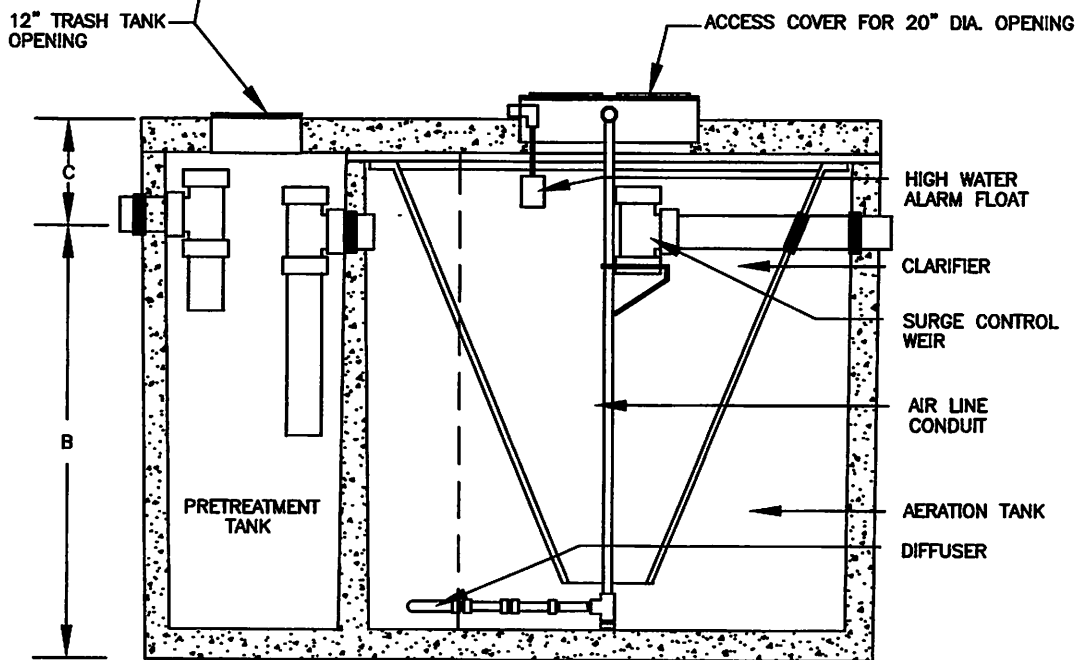 12" TRASH TANK
OPENING
ACCESS COVER FOR 20" DIA. OPENING
C
HIGH WATER
ALARM FLOAT
CLARIFIER
SURGE CONTROL
WEIR
AIR LINE
CONDUIT
B
PRETREATMENT
TANK
AERATION TANK
DIFFUSER